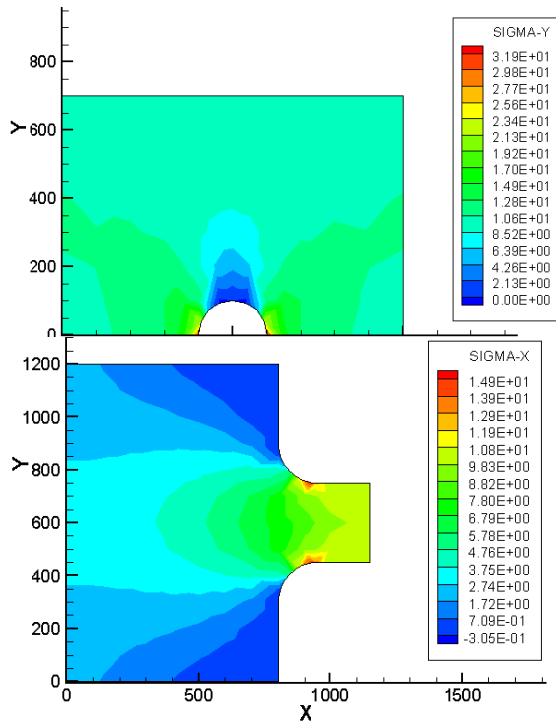 SIGMA-Y
3.19E+01
2.98E+01
2.77E+01
2.56E+01
2.34E+01
2.13E+01
1.92E+01
1.70E+01
1.49E+01
1.28E+01
1.06E+01
8.52E+00
6.39E+00
4.26E+00
2.13E+00
0.00E+00
Y
800
600
400
200
0
SIGMA-X
1.49E+01
1.39E+01
1.29E+01
1.19E+01
1.08E+01
9.83E+00
8.82E+00
7.80E+00
6.79E+00
5.78E+00
4.76E+00
3.75E+00
2.74E+00
1.72E+00
7.09E-01
-3.05E-01
Y
1200
1000
800
600
400
200
0
0
500
1000
1500
X